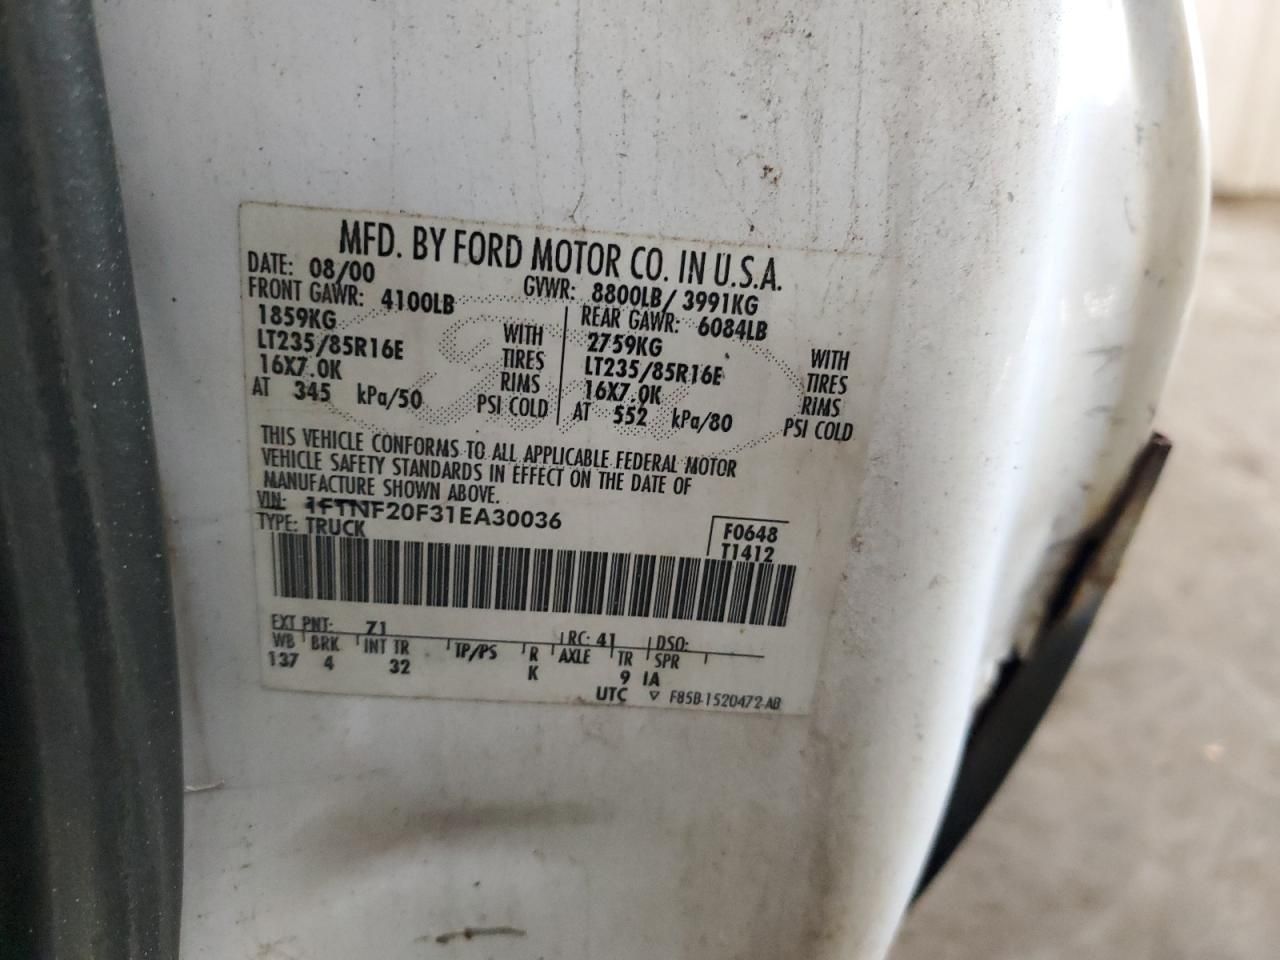 MFD. BY FORD MOTOR CO. IN U.S.A.
DATE: 08/00 GVWR: 8800LB/ 3991KG
FRONT GAWR: 4100LB REAR GAWR: 6084LB
1859KG WITH 2759KG WITH
LT235/85R16E TIRES LT235/85R16E TIRES
16X7.0K RIMS 16X7.0K RIMS
AT 345 kPa/50 PSI COLD AT 552 kPa/80 PSI COLD
THIS VEHICLE CONFORMS TO ALL APPLICABLE FEDERAL MOTOR
VEHICLE SAFETY STANDARDS IN EFFECT ON THE DATE OF
MANUFACTURE SHOWN ABOVE.
VIN: 1FTNF20F31EA30036
TYPE: TRUCK F0648
T1412
EXT PNT: Z1 RC: 41 DSO:
WB BRK INT TR TP/PS R AXLE TR SPR
137 4 32 K 9 IA
UTC ▽ F85B-1520472-AB